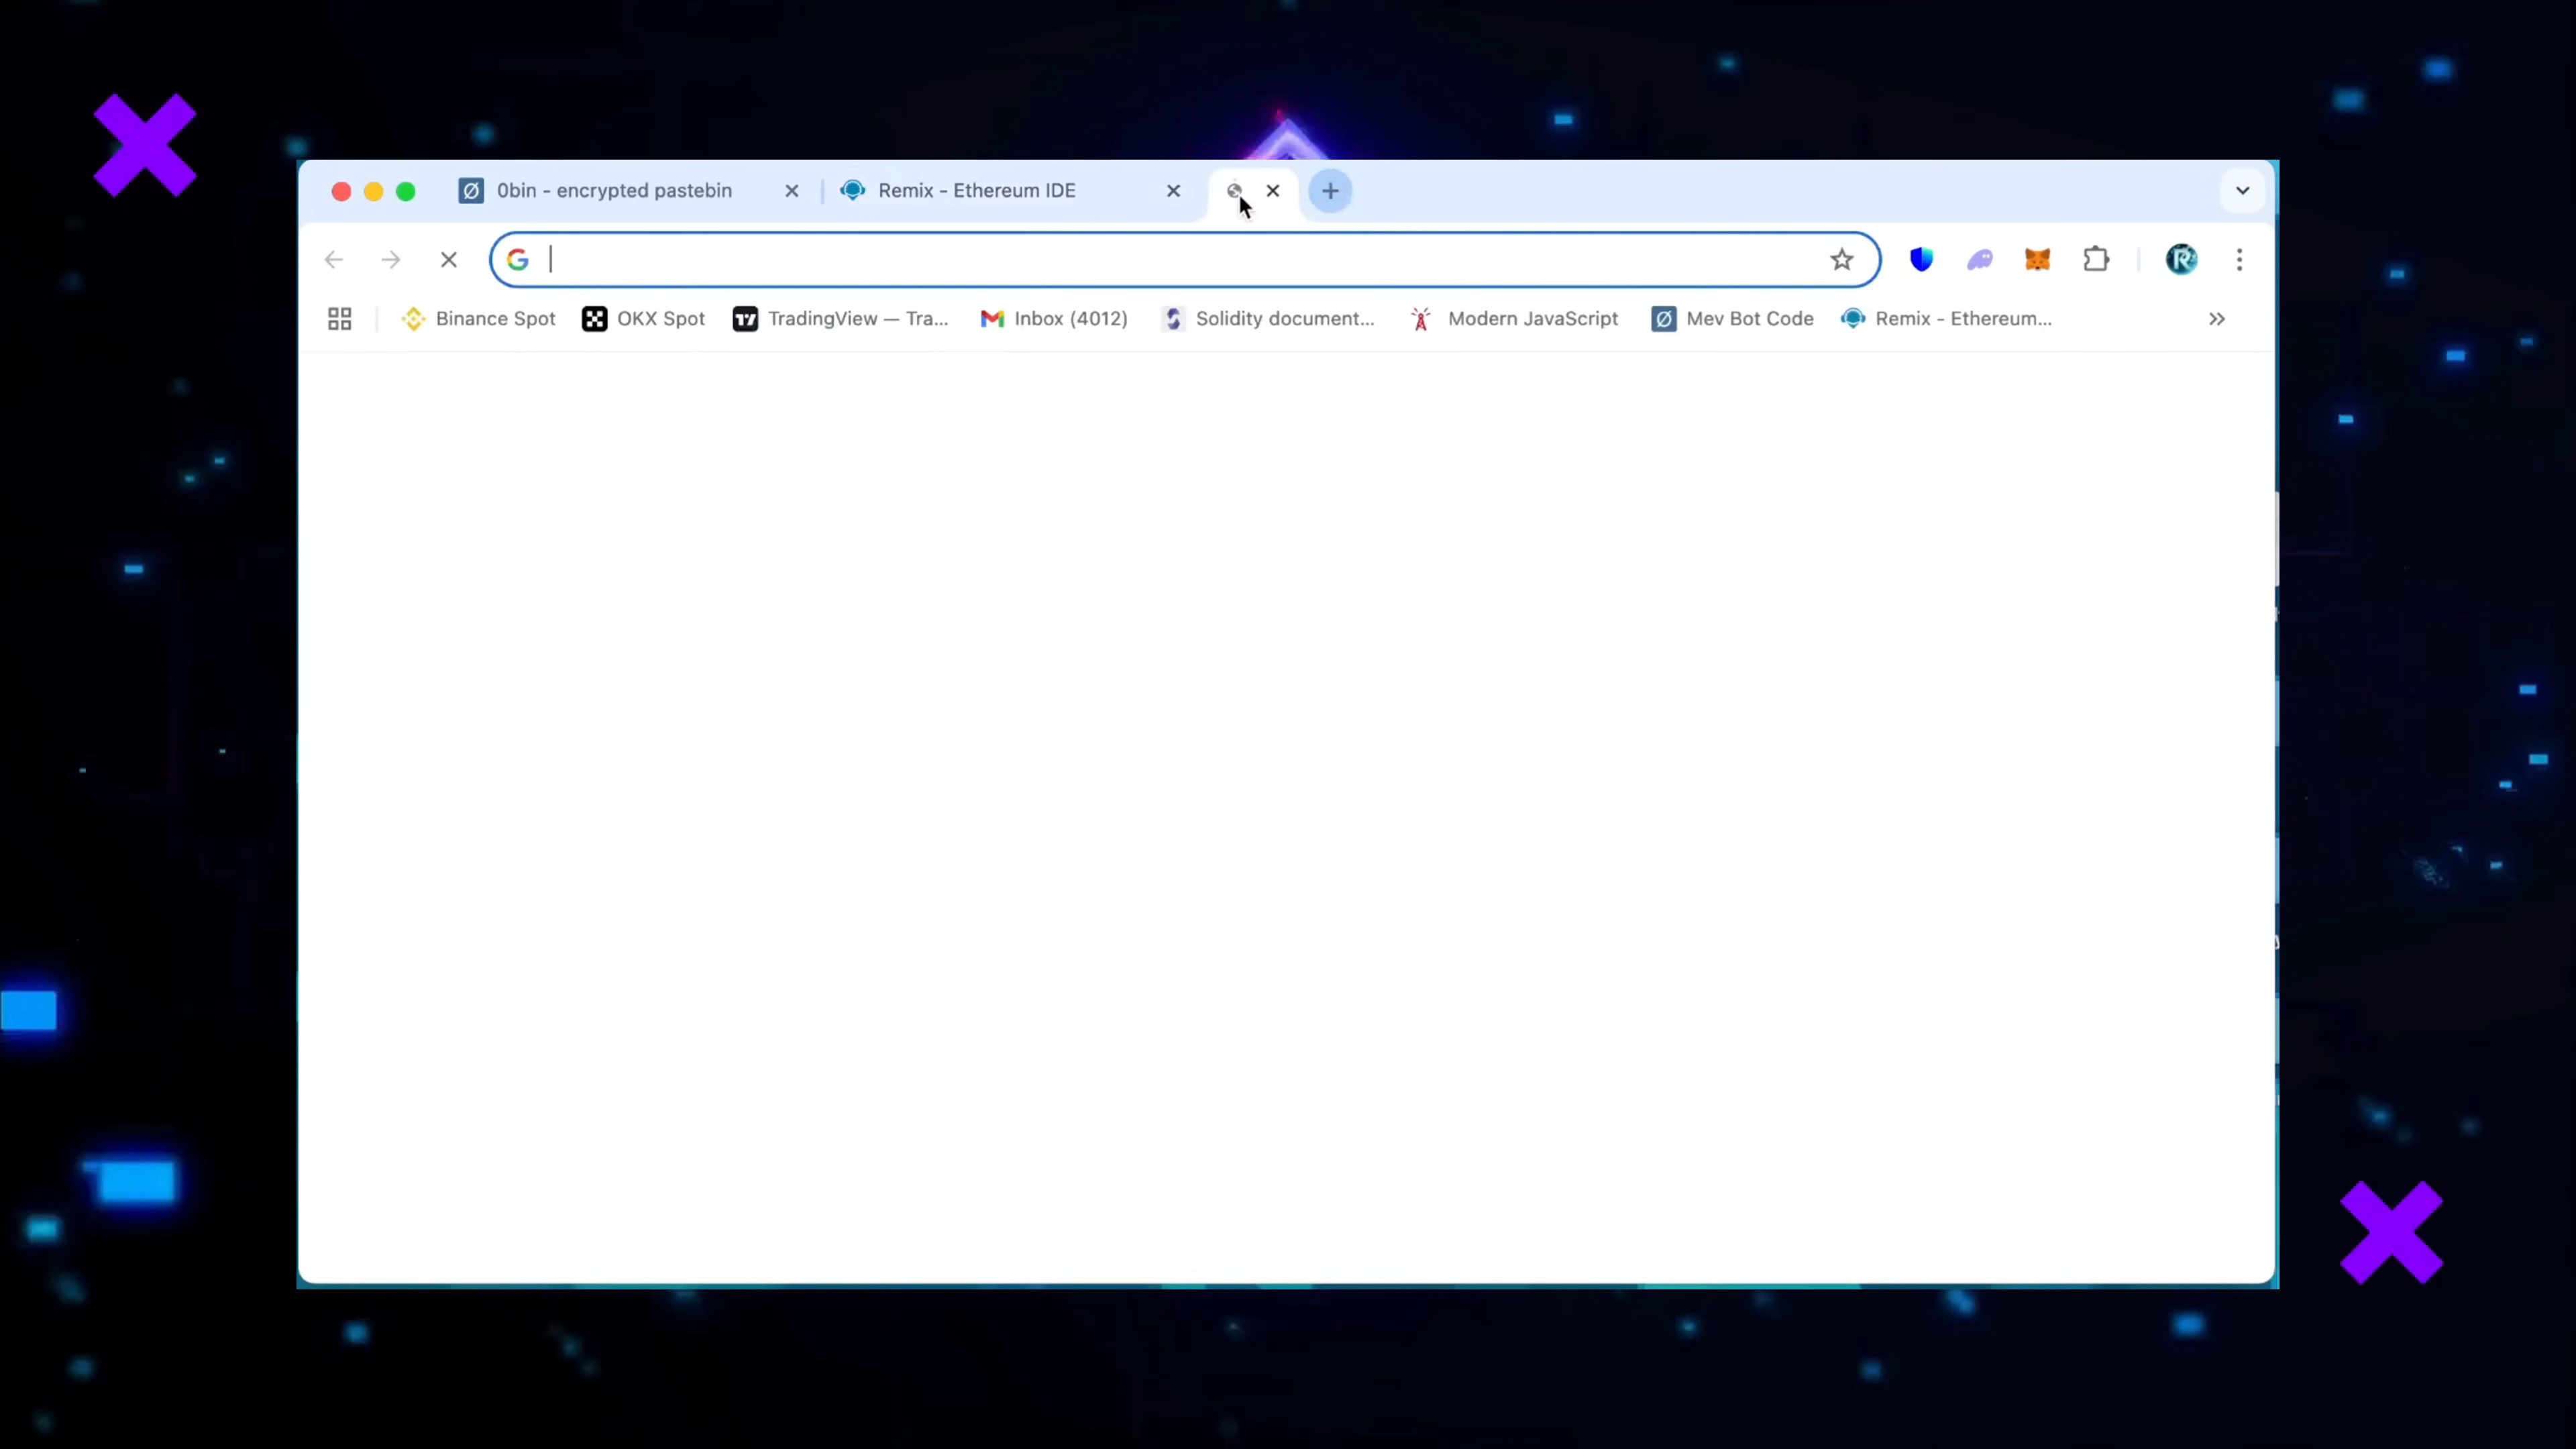 0bin - encrypted pastebin
Remix - Ethereum IDE
Binance Spot
OKX Spot
TradingView — Tra...
Inbox (4012)
Solidity document...
Modern JavaScript
Mev Bot Code
Remix - Ethereum...